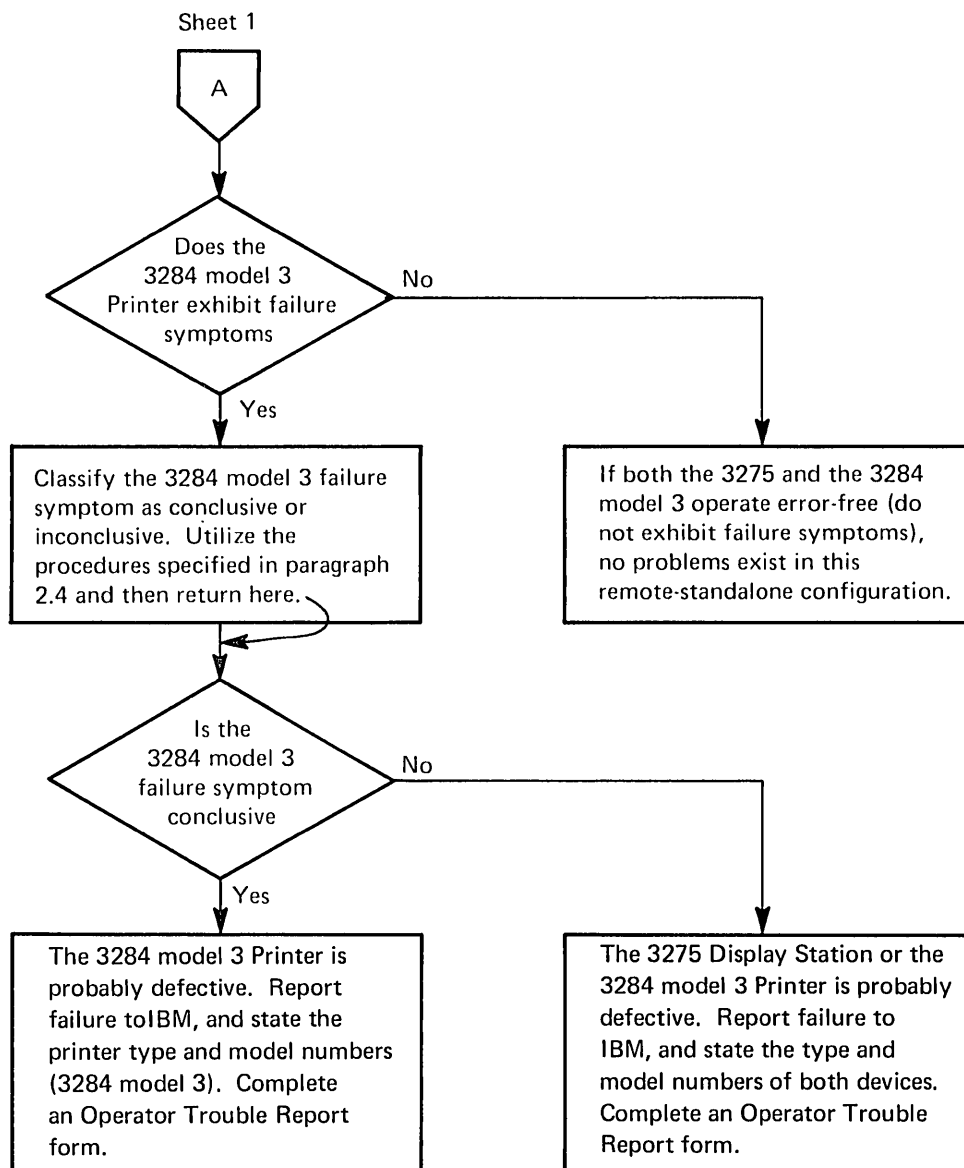 Sheet 1
A
Does the
3284 model 3
Printer exhibit failure
symptoms
No
Yes
Classify the 3284 model 3 failure
symptom as conclusive or
inconclusive. Utilize the
procedures specified in paragraph
2.4 and then return here.
If both the 3275 and the 3284
model 3 operate error-free (do
not exhibit failure symptoms),
no problems exist in this
remote-standalone configuration.
Is the
3284 model 3
failure symptom
conclusive
No
Yes
The 3284 model 3 Printer is
probably defective. Report
failure toIBM, and state the
printer type and model numbers
(3284 model 3). Complete
an Operator Trouble Report
form.
The 3275 Display Station or the
3284 model 3 Printer is probably
defective. Report failure to
IBM, and state the type and
model numbers of both devices.
Complete an Operator Trouble
Report form.